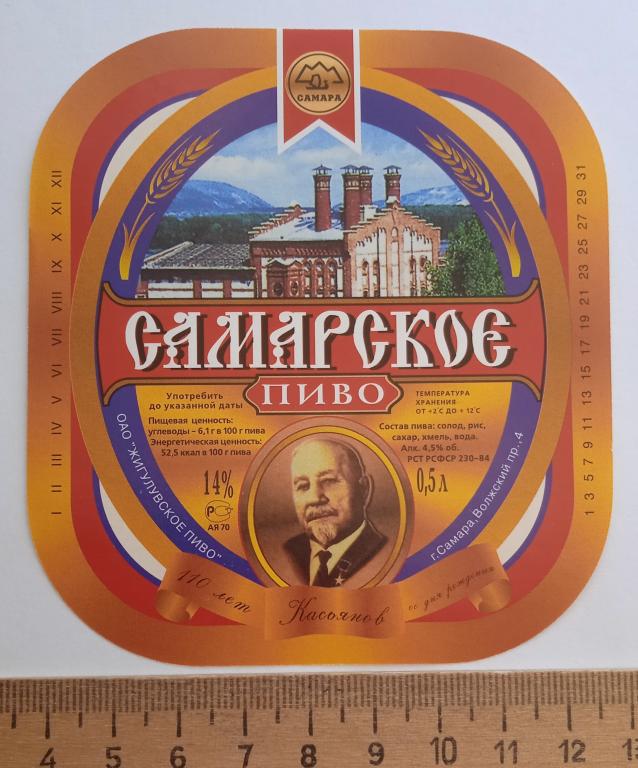 САМАРА
САМАРСКОЕ
ПИВО
Употребить
до указанной даты
Пищевая ценность:
углеводы – 6,1 г в 100 г пива
Энергетическая ценность:
52,5 ккал в 100 г пива
14%
РС
АЯ 70
ТЕМПЕРАТУРА
ХРАНЕНИЯ
ОТ +2°С ДО + 12°С
Состав пива: солод, рис,
сахар, хмель, вода.
Алк. 4,5% об.
РСТ РСФСР 230–84
0,5 л
ОАО "ЖИГУЛУВСКОЕ ПИВО"
г.Самара,Волжский пр., 4
110 лет Касьянов со дня рождения
I II III IV V VI VII VIII IX X XI XII
1 3 5 7 9 11 13 15 17 19 21 23 25 27 29 31
4 5 6 7 8 9 10 11 12